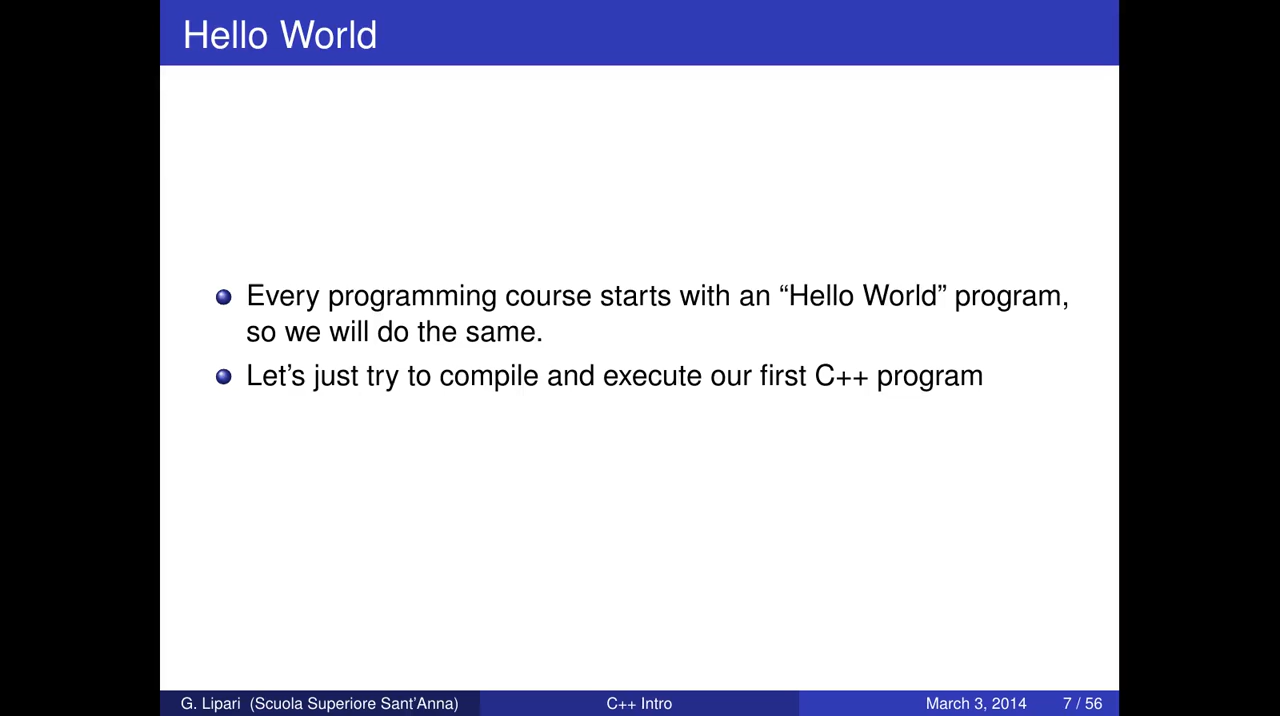 Hello World
Every programming course starts with an “Hello World” program,
so we will do the same.
Let’s just try to compile and execute our first C++ program
G. Lipari (Scuola Superiore Sant’Anna) C++ Intro March 3, 2014 7 / 56